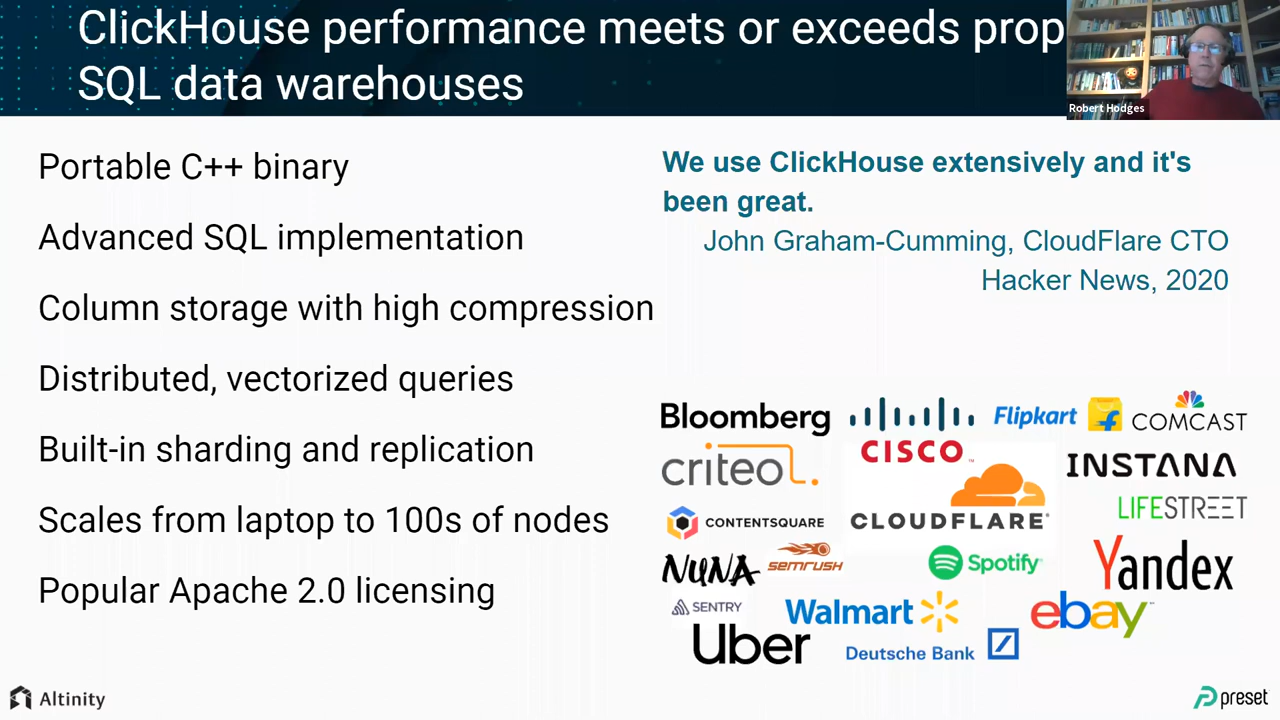 ClickHouse performance meets or exceeds prop
SQL data warehouses
Robert Hodges
Portable C++ binary
Advanced SQL implementation
Column storage with high compression
Distributed, vectorized queries
Built-in sharding and replication
Scales from laptop to 100s of nodes
Popular Apache 2.0 licensing
We use ClickHouse extensively and it's
been great.
John Graham-Cumming, CloudFlare CTO
Hacker News, 2020
Bloomberg
CISCO
Flipkart
COMCAST
criteo
CLOUDFLARE
INSTANA
LIFESTREET
CONTENTSQUARE
NUNA
semrush
Spotify
Yandex
SENTRY
Walmart
ebay
Uber
Deutsche Bank
Altinity
preset